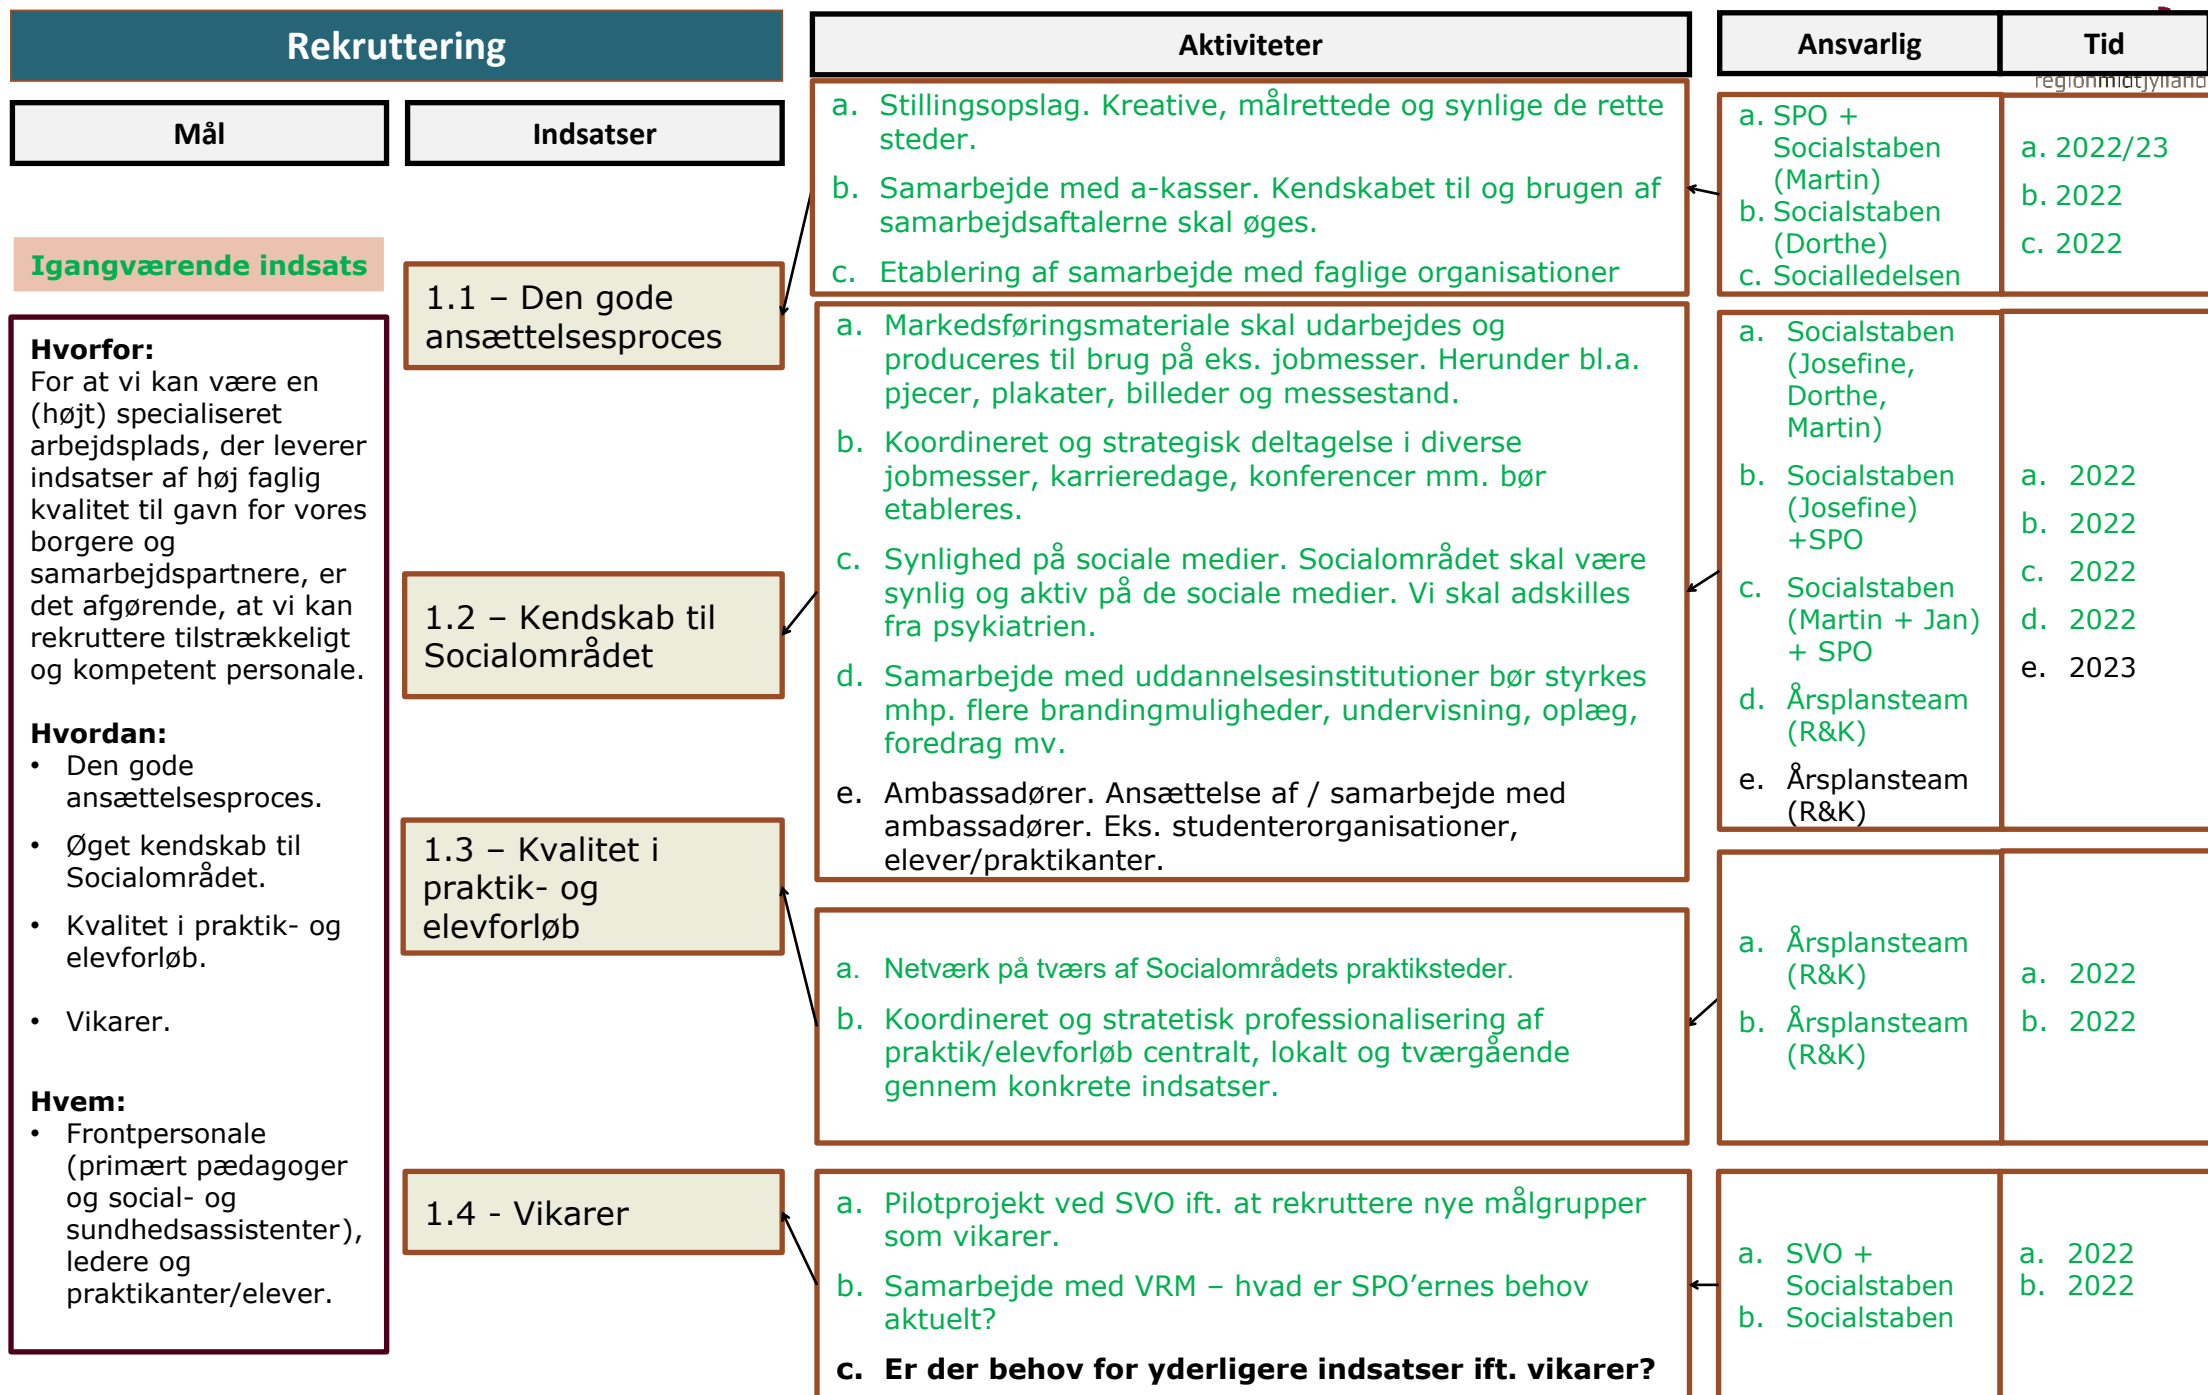 Rekruttering
Mål
Indsatser
Aktiviteter
Ansvarlig
Tid
regionmidtjylland
Igangværende indsats
Hvorfor:
For at vi kan være en
(højt) specialiseret
arbejdsplads, der leverer
indsatser af høj faglig
kvalitet til gavn for vores
borgere og
samarbejdspartnere, er
det afgørende, at vi kan
rekruttere tilstrækkeligt
og kompetent personale.
Hvordan:
• Den gode
ansættelsesproces.
• Øget kendskab til
Socialområdet.
• Kvalitet i praktik- og
elevforløb.
• Vikarer.
Hvem:
• Frontpersonale
(primært pædagoger
og social- og
sundhedsassistenter),
ledere og
praktikanter/elever.
1.1 – Den gode
ansættelsesproces
a. Stillingsopslag. Kreative, målrettede og synlige de rette
steder.
b. Samarbejde med a-kasser. Kendskabet til og brugen af
samarbejdsaftalerne skal øges.
c. Etablering af samarbejde med faglige organisationer
a. SPO +
Socialstaben
(Martin)
b. Socialstaben
(Dorthe)
c. Socialledelsen
a. 2022/23
b. 2022
c. 2022
1.2 – Kendskab til
Socialområdet
a. Markedsføringsmateriale skal udarbejdes og
produceres til brug på eks. jobmesser. Herunder bl.a.
pjecer, plakater, billeder og messestand.
b. Koordineret og strategisk deltagelse i diverse
jobmesser, karrieredage, konferencer mm. bør
etableres.
c. Synlighed på sociale medier. Socialområdet skal være
synlig og aktiv på de sociale medier. Vi skal adskilles
fra psykiatrien.
d. Samarbejde med uddannelsesinstitutioner bør styrkes
mhp. flere brandingmuligheder, undervisning, oplæg,
foredrag mv.
e. Ambassadører. Ansættelse af / samarbejde med
ambassadører. Eks. studenterorganisationer,
elever/praktikanter.
a. Socialstaben
(Josefine,
Dorthe,
Martin)
b. Socialstaben
(Josefine)
+SPO
c. Socialstaben
(Martin + Jan)
+ SPO
d. Årsplansteam
(R&K)
e. Årsplansteam
(R&K)
a. 2022
b. 2022
c. 2022
d. 2022
e. 2023
1.3 – Kvalitet i
praktik- og
elevforløb
a. Netværk på tværs af Socialområdets praktiksteder.
b. Koordineret og stratetisk professionalisering af
praktik/elevforløb centralt, lokalt og tværgående
gennem konkrete indsatser.
a. Årsplansteam
(R&K)
b. Årsplansteam
(R&K)
a. 2022
b. 2022
1.4 - Vikarer
a. Pilotprojekt ved SVO ift. at rekruttere nye målgrupper
som vikarer.
b. Samarbejde med VRM – hvad er SPO’ernes behov
aktuelt?
c. Er der behov for yderligere indsatser ift. vikarer?
a. SVO +
Socialstaben
b. Socialstaben
a. 2022
b. 2022